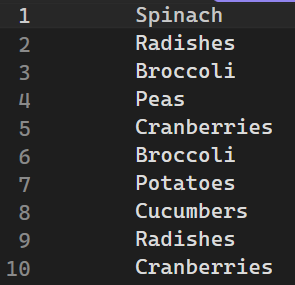 1 Spinach
2 Radishes
3 Broccoli
4 Peas
5 Cranberries
6 Broccoli
7 Potatoes
8 Cucumbers
9 Radishes
10 Cranberries